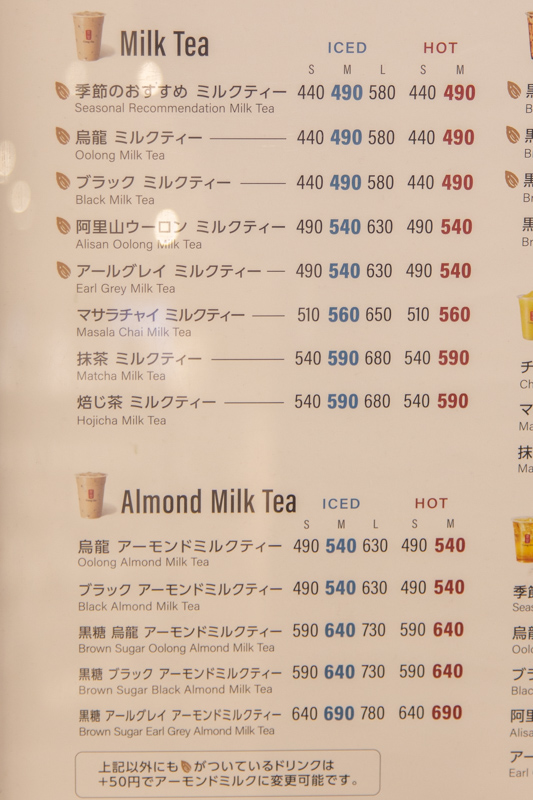 Milk Tea ICED HOT
S M L S M
季節のおすすめ ミルクティー 440 490 580 440 490
Seasonal Recommendation Milk Tea
烏龍 ミルクティー 440 490 580 440 490
Oolong Milk Tea
ブラック ミルクティー 440 490 580 440 490
Black Milk Tea
阿里山ウーロン ミルクティー 490 540 630 490 540
Alisan Oolong Milk Tea
アールグレイ ミルクティー 490 540 630 490 540
Earl Grey Milk Tea
マサラチャイ ミルクティー 510 560 650 510 560
Masala Chai Milk Tea
抹茶 ミルクティー 540 590 680 540 590
Matcha Milk Tea
焙じ茶 ミルクティー 540 590 680 540 590
Hojicha Milk Tea
Almond Milk Tea ICED HOT
S M L S M
烏龍 アーモンドミルクティー 490 540 630 490 540
Oolong Almond Milk Tea
ブラック アーモンドミルクティー 490 540 630 490 540
Black Almond Milk Tea
黒糖 烏龍 アーモンドミルクティー 590 640 730 590 640
Brown Sugar Oolong Almond Milk Tea
黒糖 ブラック アーモンドミルクティー 590 640 730 590 640
Brown Sugar Black Almond Milk Tea
黒糖 アールグレイ アーモンドミルクティー 640 690 780 640 690
Brown Sugar Earl Grey Almond Milk Tea
上記以外にもがついているドリンクは
+50円でアーモンドミルクに変更可能です。